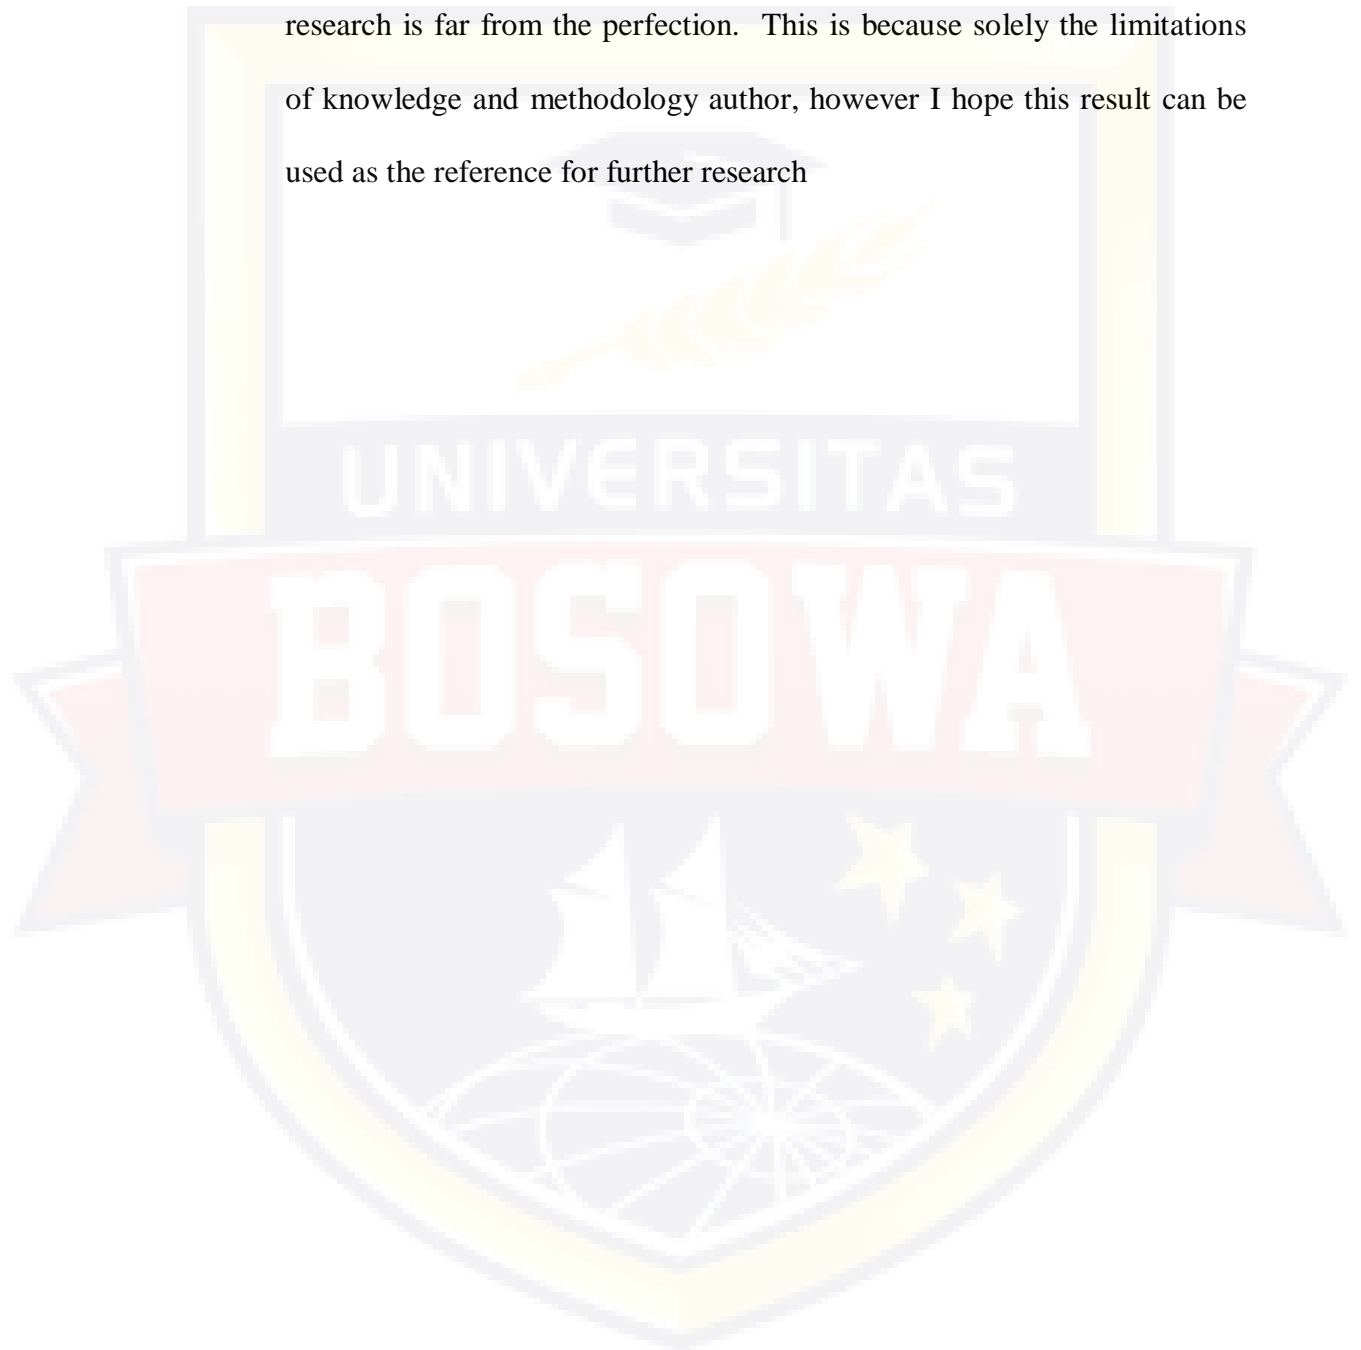 research is far from the perfection.  This is because solely the limitations
of knowledge and methodology author, however I hope this result can be
used as the reference for further research
UNIVERSITAS
BOSOWA